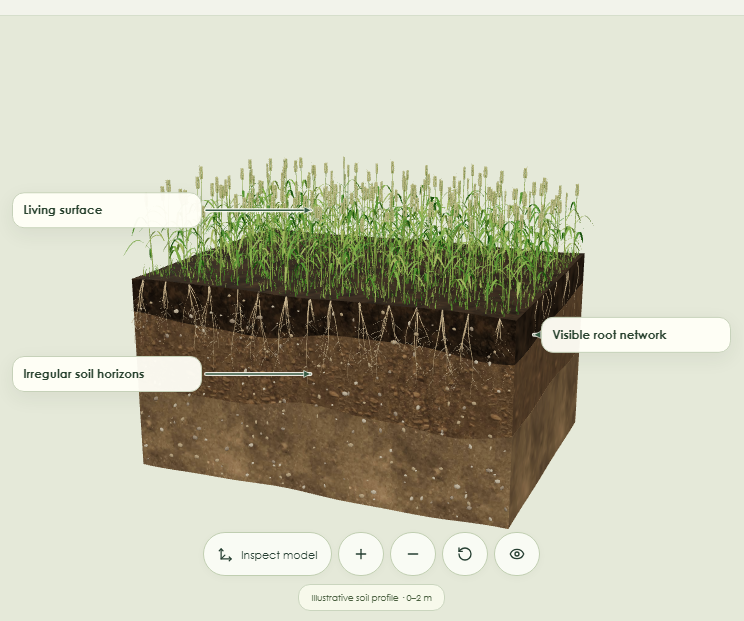 Living surface
Visible root network
Irregular soil horizons
Inspect model
Illustrative soil profile · 0–2 m